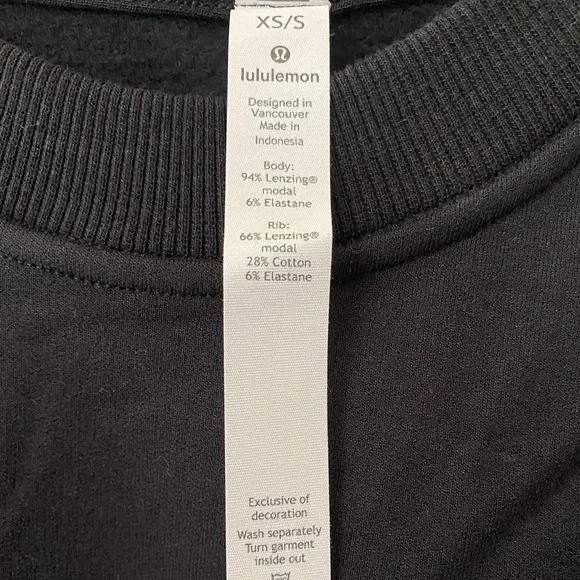 XS/S
lululemon
Designed in
Vancouver
Made in
Indonesia
Body:
94% Lenzing®
modal
6% Elastane
Rib:
66% Lenzing®
modal
28% Cotton
6% Elastane
Exclusive of
decoration
Wash separately
Turn garment
inside out